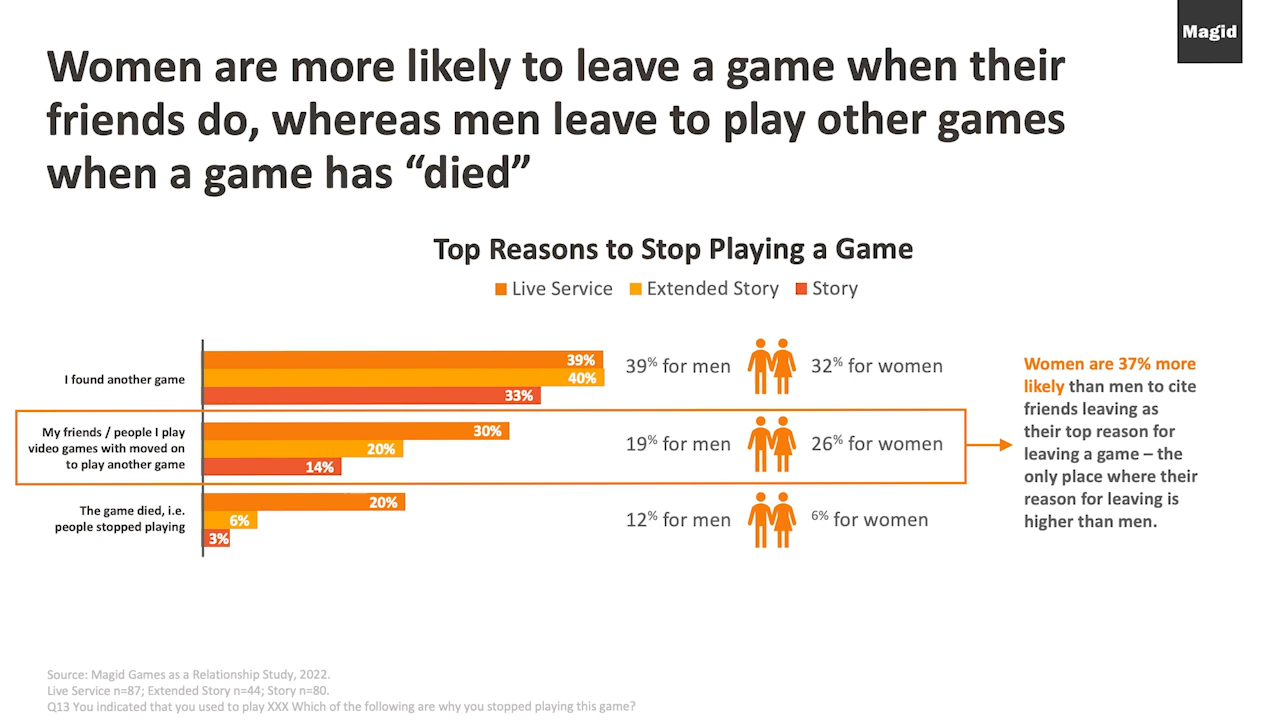 Magid
Women are more likely to leave a game when their
friends do, whereas men leave to play other games
when a game has “died”
Top Reasons to Stop Playing a Game
Live Service Extended Story Story
I found another game
39%
40%
33%
39% for men
32% for women
My friends / people I play
video games with moved on
to play another game
30%
20%
14%
19% for men
26% for women
The game died, i.e.
people stopped playing
20%
6%
3%
12% for men
6% for women
Women are 37% more
likely than men to cite
friends leaving as
their top reason for
leaving a game – the
only place where their
reason for leaving is
higher than men.
Source: Magid Games as a Relationship Study, 2022.
Live Service n=87; Extended Story n=44; Story n=80.
Q13 You indicated that you used to play XXX Which of the following are why you stopped playing this game?